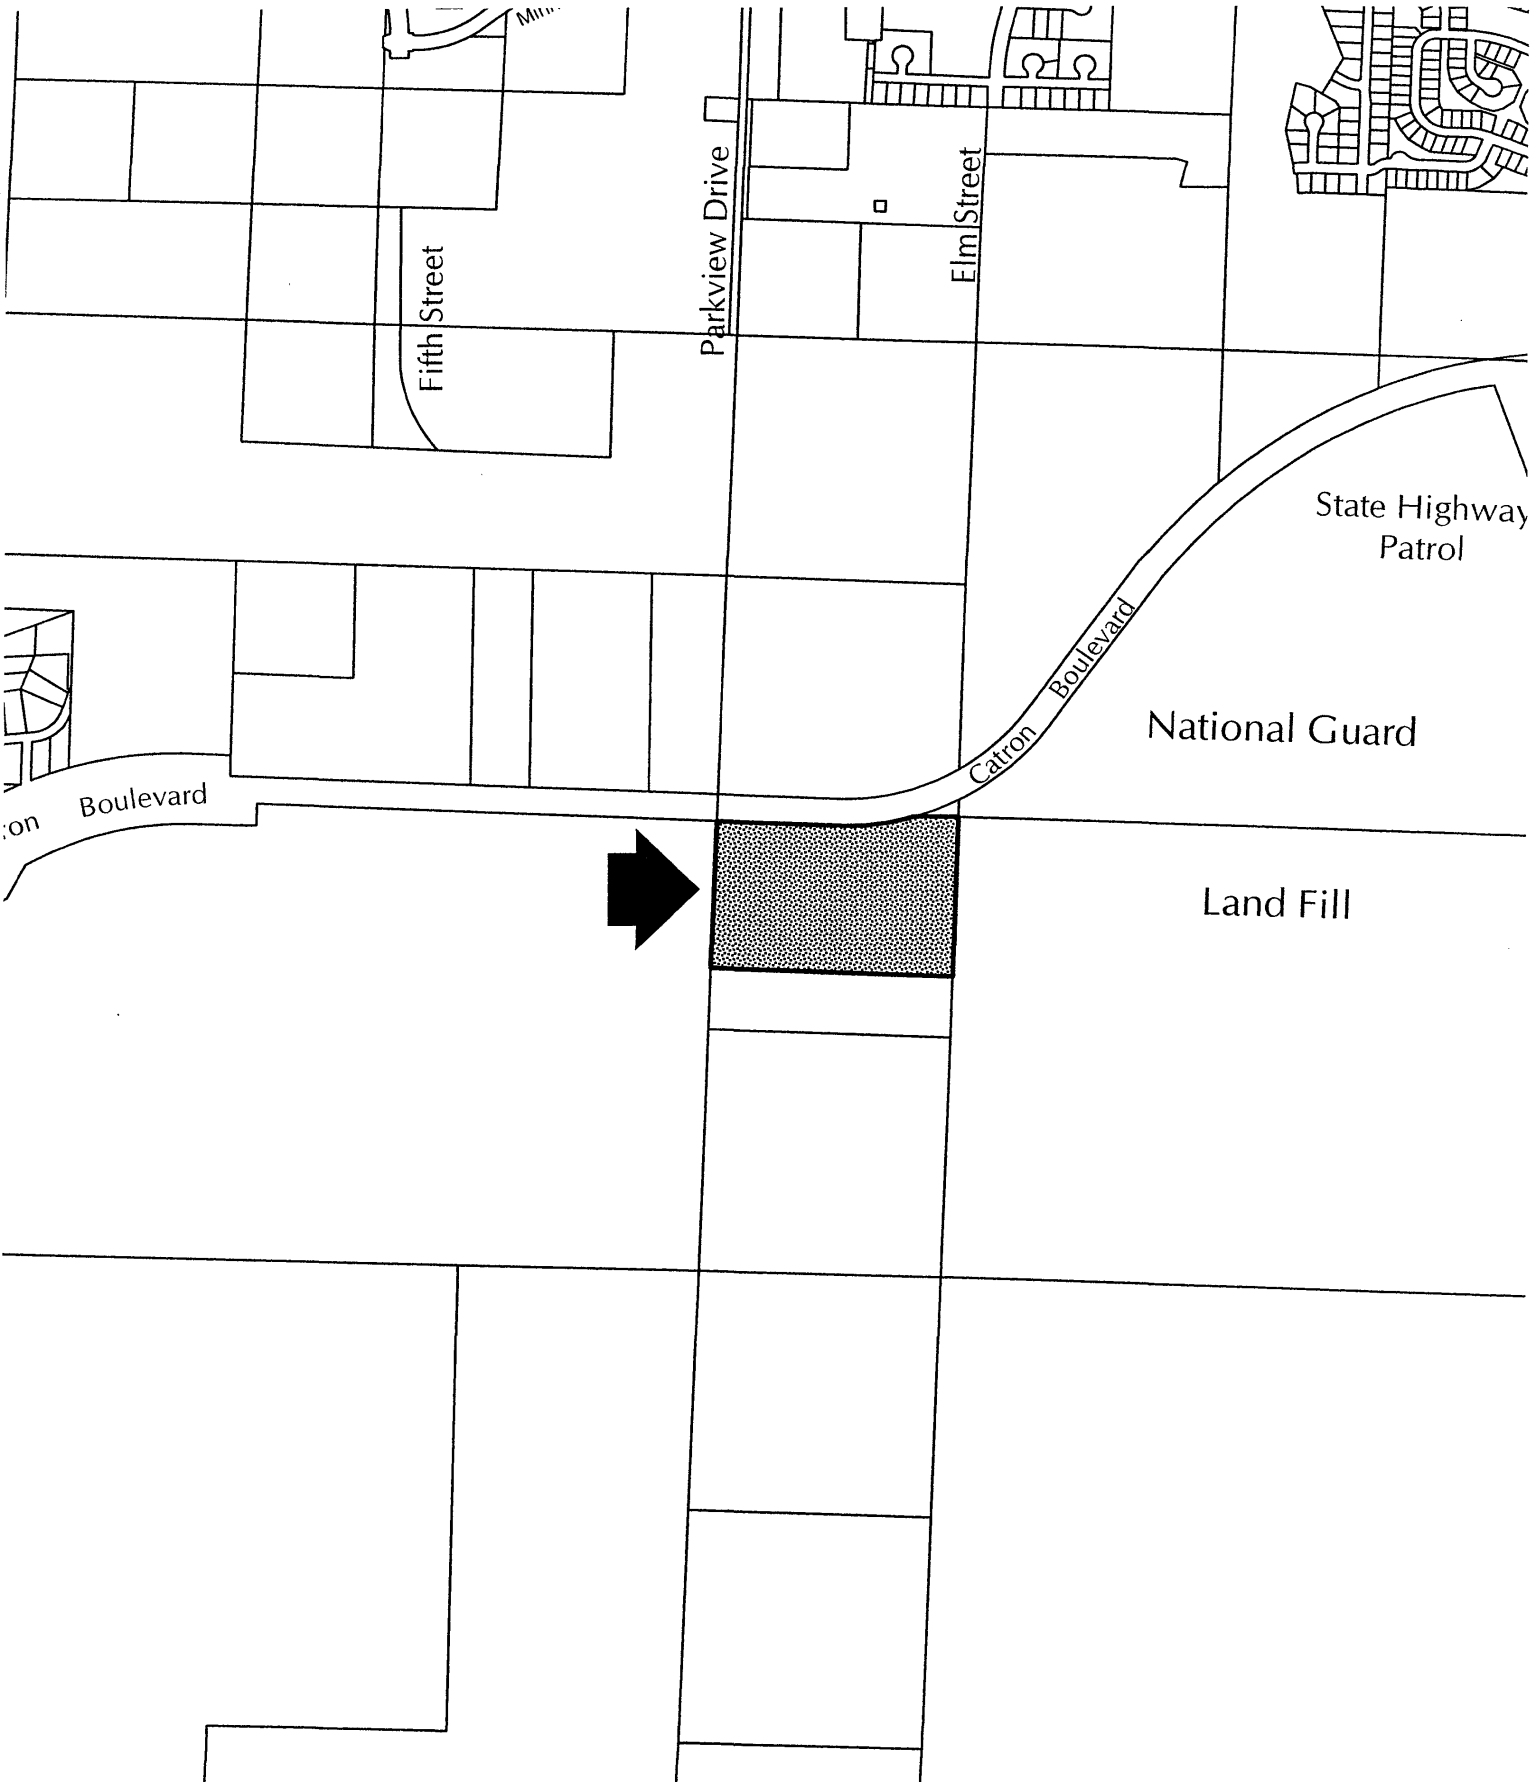 Parkview Drive
Elm Street
Fifth Street
State Highway
Patrol
Catron Boulevard
National Guard
Boulevard
Land Fill